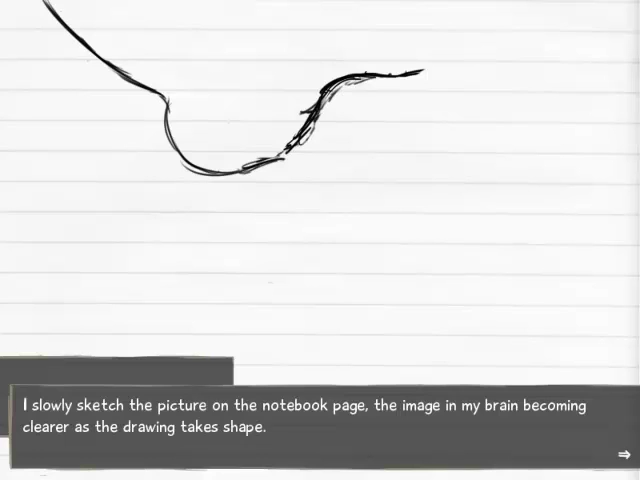 I slowly sketch the picture on the notebook page, the image in my brain becoming
clearer as the drawing takes shape.